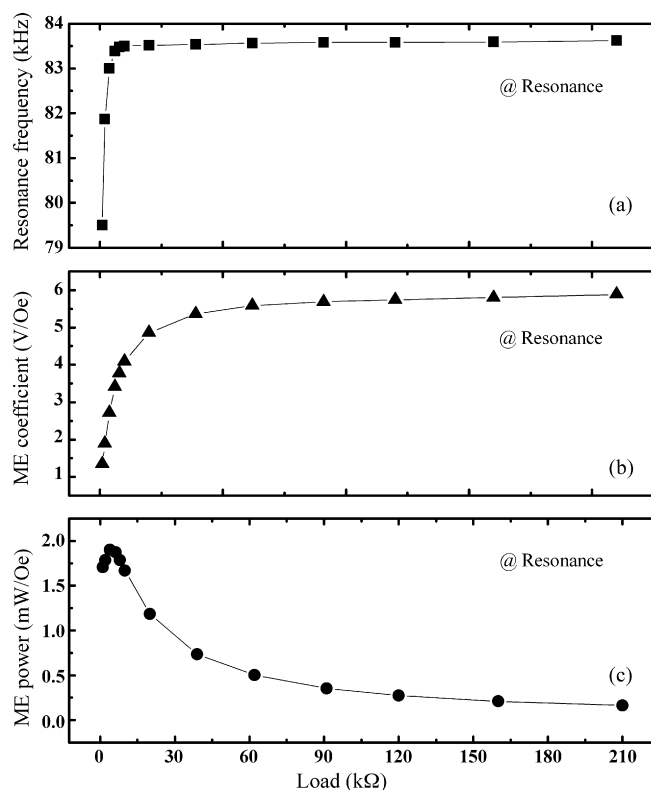 84
83
82
81
80
79
Resonance frequency (kHz)
@ Resonance
(a)
6
5
4
3
2
1
ME coefficient (V/Oe)
@ Resonance
(b)
2.0
1.5
1.0
0.5
0.0
ME power (mW/Oe)
@ Resonance
(c)
0 30 60 90 120 150 180 210
Load (kΩ)